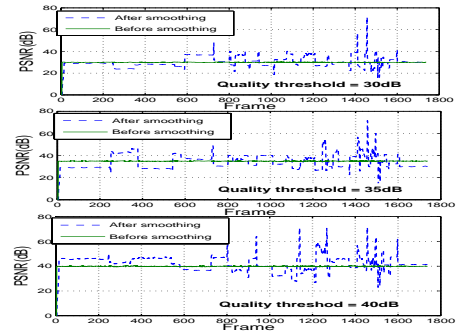 80
60
40
20
0
PSNR(dB)
After smoothing
Before smoothing
Quality threshold = 30dB
0 200 400 600 800 1000 1200 1400 1600 1800
Frame
80
60
40
20
0
PSNR(dB)
After smoothing
Before smoothing
Quality threshold = 35dB
0 200 400 600 800 1000 1200 1400 1600 1800
Frame
80
60
40
20
0
PSNR(dB)
After smoothing
Before smoothing
Quality threshod = 40dB
0 200 400 600 800 1000 1200 1400 1600 1800
Frame